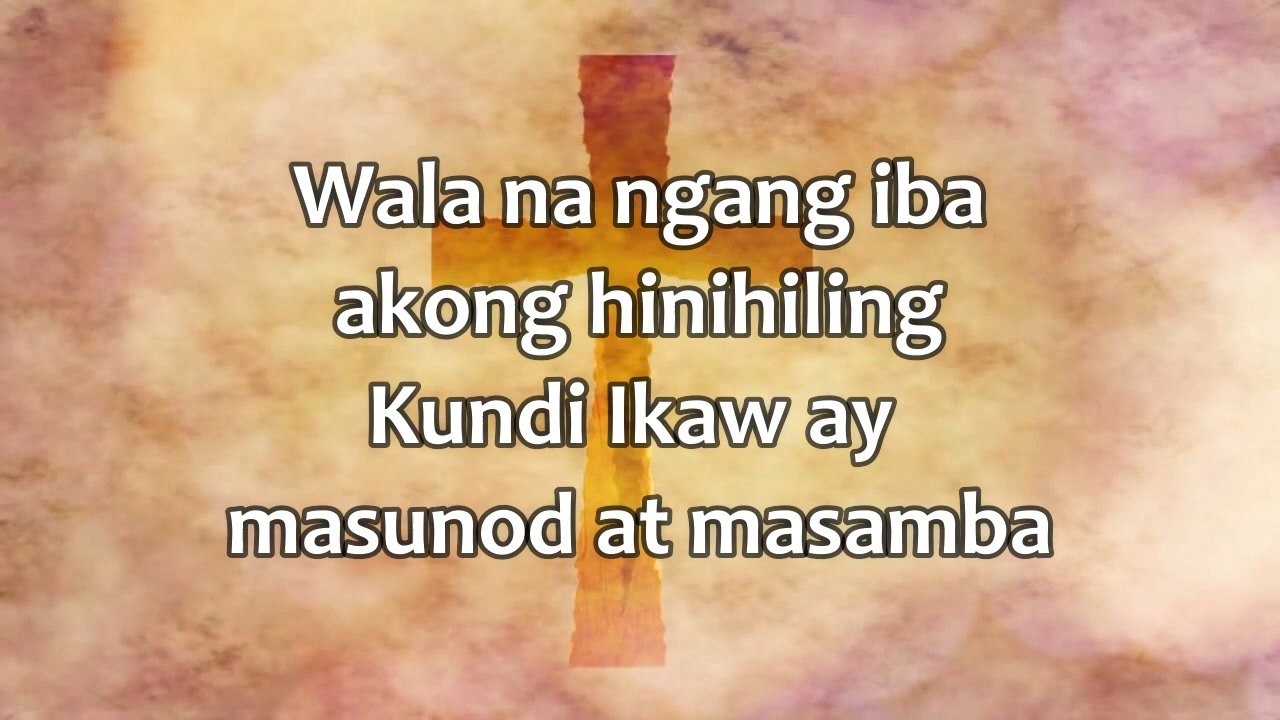 Wala na ngang iba
akong hinihiling
Kundi Ikaw ay
masunod at masamba